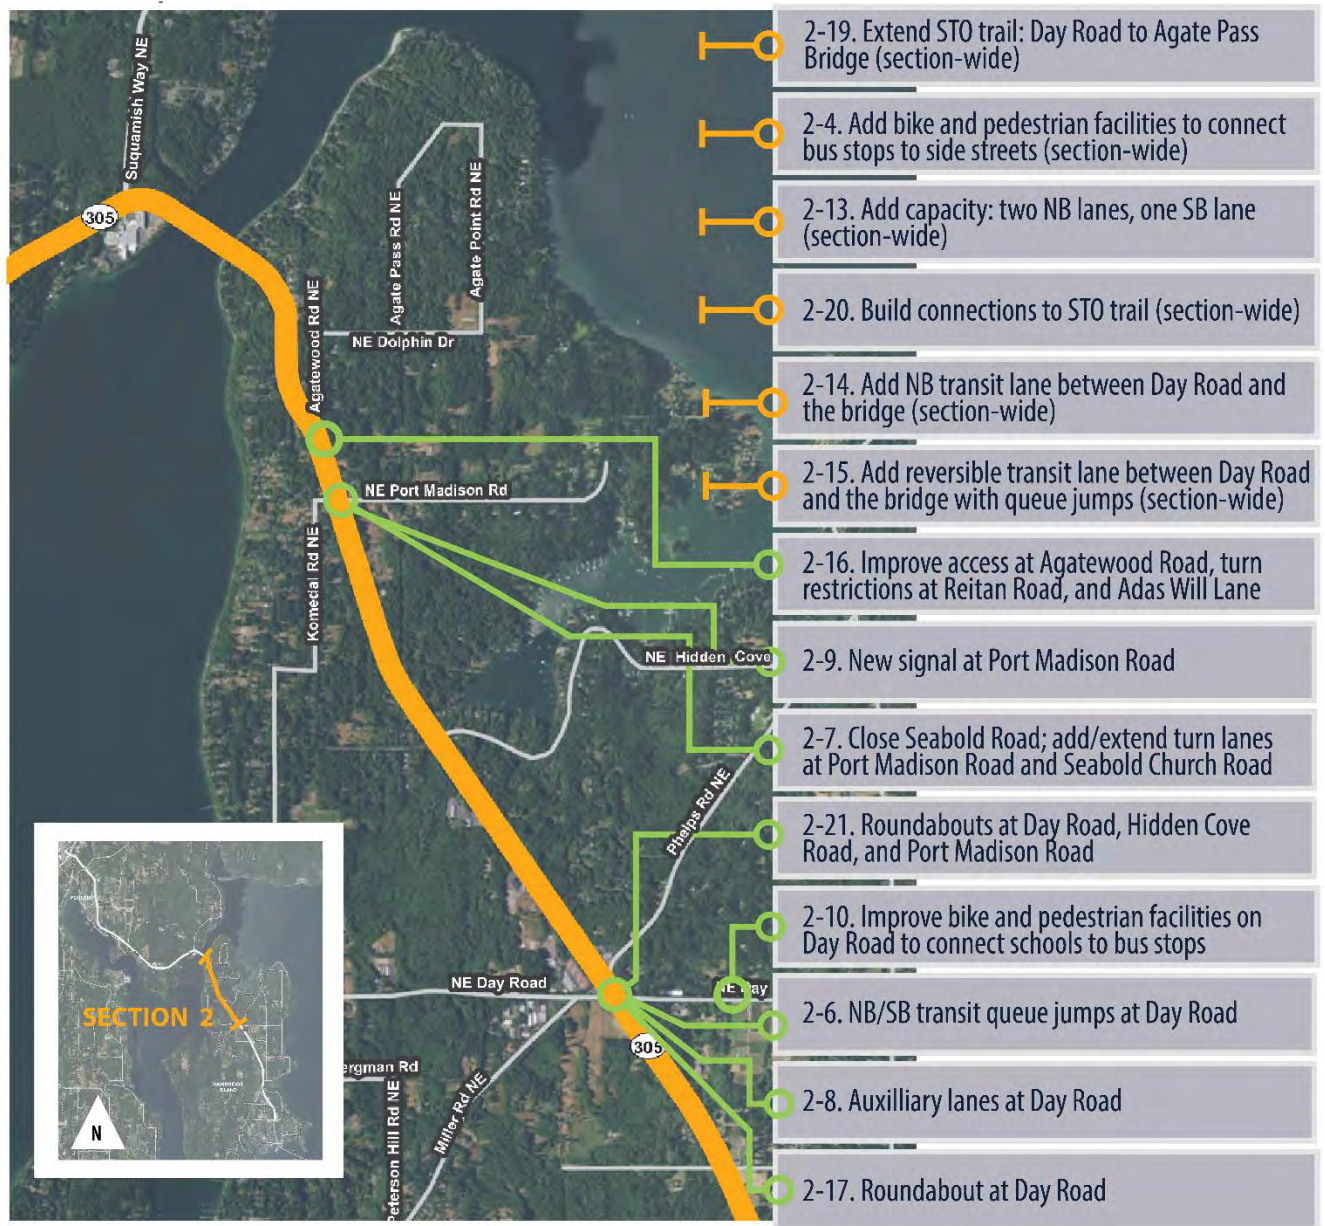 2-19. Extend STO trail: Day Road to Agate Pass
Bridge (section-wide)
2-4. Add bike and pedestrian facilities to connect
bus stops to side streets (section-wide)
2-13. Add capacity: two NB lanes, one SB lane
(section-wide)
2-20. Build connections to STO trail (section-wide)
2-14. Add NB transit lane between Day Road and
the bridge (section-wide)
2-15. Add reversible transit lane between Day Road
and the bridge with queue jumps (section-wide)
2-16. Improve access at Agatewood Road, turn
restrictions at Reitan Road, and Adas Will Lane
2-9. New signal at Port Madison Road
2-7. Close Seabold Road; add/extend turn lanes
at Port Madison Road and Seabold Church Road
2-21. Roundabouts at Day Road, Hidden Cove
Road, and Port Madison Road
2-10. Improve bike and pedestrian facilities on
Day Road to connect schools to bus stops
2-6. NB/SB transit queue jumps at Day Road
2-8. Auxilliary lanes at Day Road
2-17. Roundabout at Day Road
Suquamish Way NE
305
Agate Pass Rd NE
Agate Point Rd NE
Agatewood Rd NE
NE Dolphin Dr
NE Port Madison Rd
Komedal Rd NE
NE Hidden Cove
Phelps Rd NE
NE Day Road
NE Day
305
ergman Rd
Peterson Hill Rd NE
Miller Rd NE
SECTION 2
BAINBRIDGE
ISLAND
N